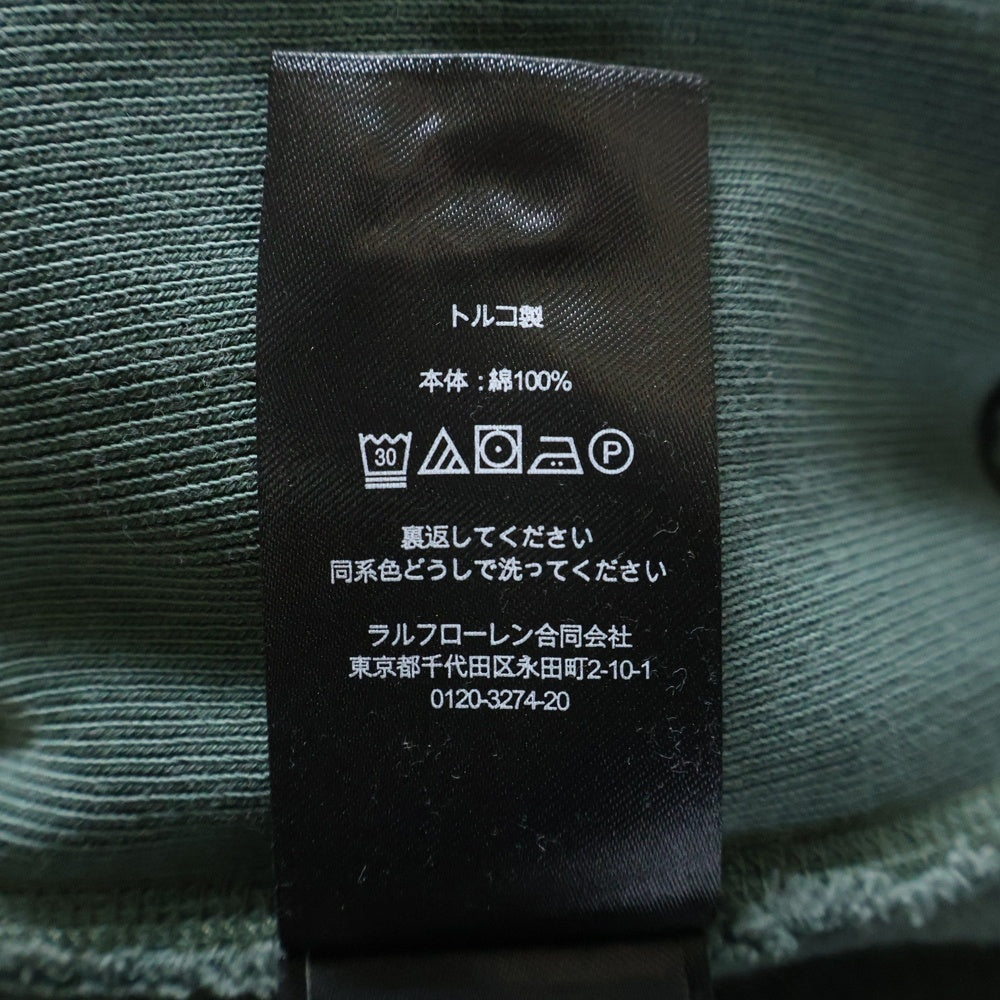 トルコ製
本体 : 綿100%
30 P
裏返してください
同系色どうしで洗ってください
ラルフローレン合同会社
東京都千代田区永田町2-10-1
0120-3274-20